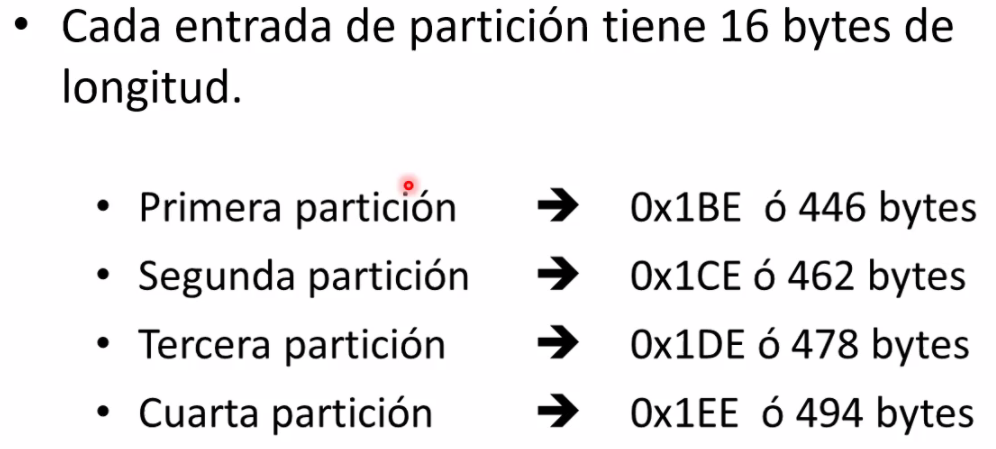 • Cada entrada de partición tiene 16 bytes de
longitud.
• Primera partición ➔ 0x1BE ó 446 bytes
• Segunda partición ➔ 0x1CE ó 462 bytes
• Tercera partición ➔ 0x1DE ó 478 bytes
• Cuarta partición ➔ 0x1EE ó 494 bytes